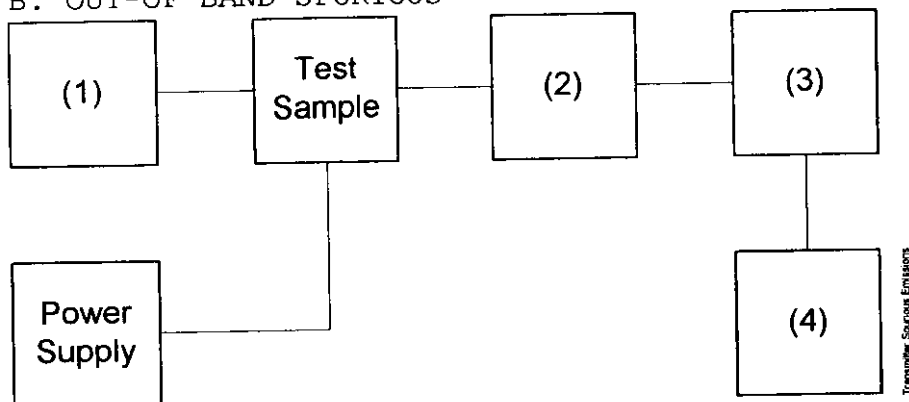 B. OUT-OF BAND SPURIOUS
(1)
Test
Sample
(2)
(3)
Power
Supply
(4)
Transmitter Spurious Emissions